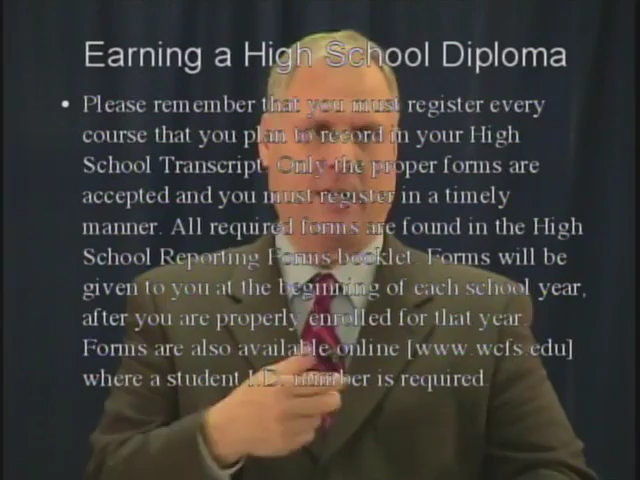 Earning a High School Diploma
• Please remember that you must register every
course that you plan to record in your High
School Transcript. Only the proper forms are
accepted and you must register in a timely
manner. All required forms are found in the High
School Reporting Forms booklet. Forms will be
given to you at the beginning of each school year,
after you are properly enrolled for that year.
Forms are also available online [www.wcfs.edu]
where a student I.D. number is required.